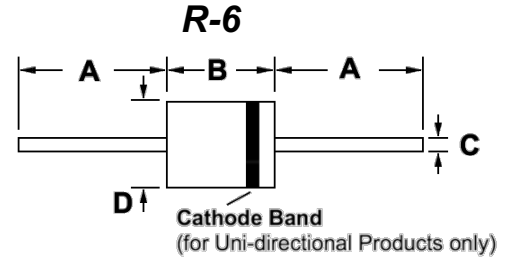 R-6
A B A
C
D
Cathode Band
(for Uni-directional Products only)